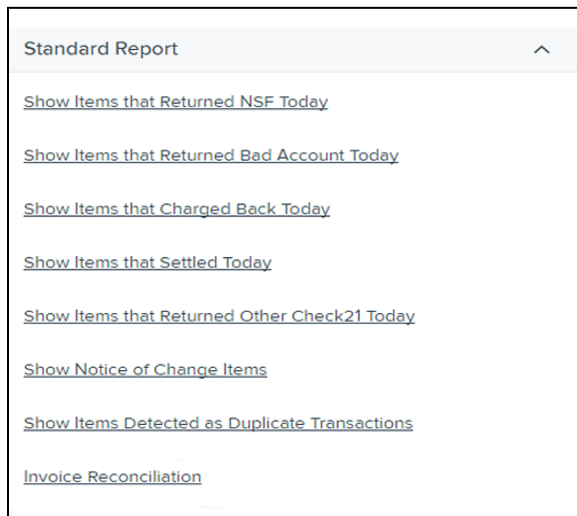 Standard Report
Show Items that Returned NSF Today
Show Items that Returned Bad Account Today
Show Items that Charged Back Today
Show Items that Settled Today
Show Items that Returned Other Check21 Today
Show Notice of Change Items
Show Items Detected as Duplicate Transactions
Invoice Reconciliation